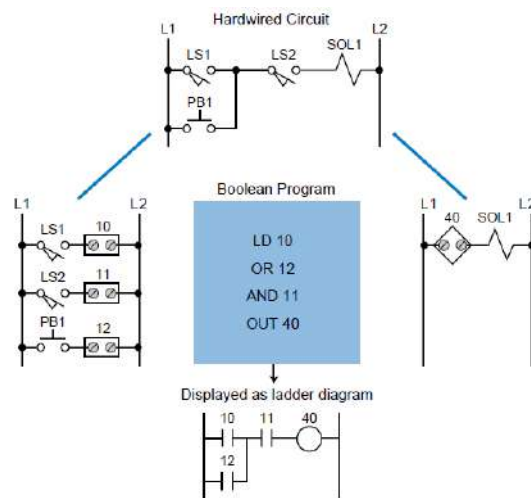 Hardwired Circuit
L1
L2
LS1
LS2
SOL1
PB1
L1
L2
LS1
10
LS2
11
PB1
12
Boolean Program
LD 10
OR 12
AND 11
OUT 40
L1
L2
40
SOL1
Displayed as ladder diagram
10
11
40
12